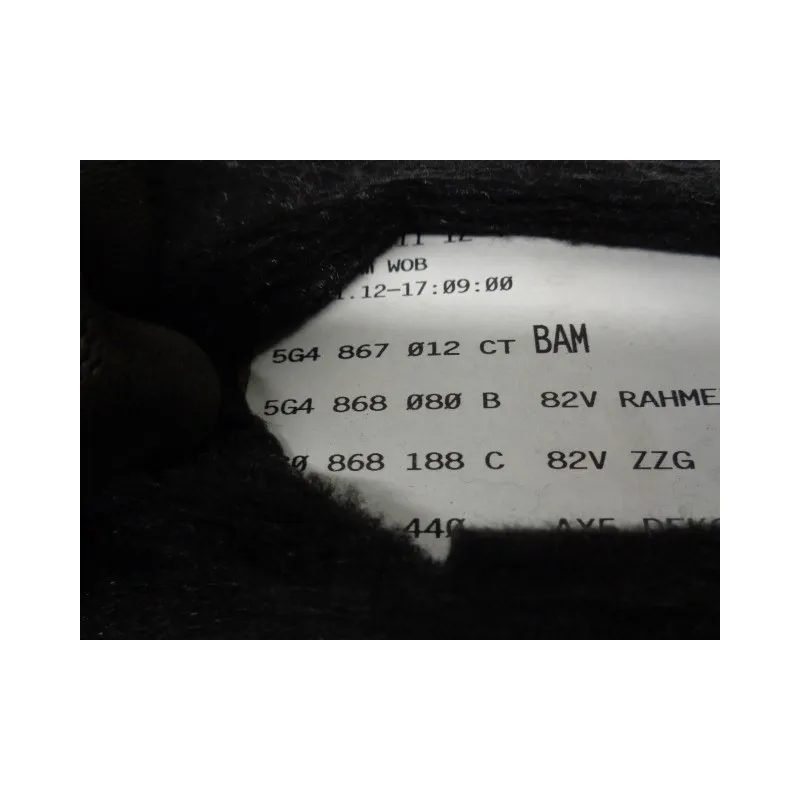 WOB
.12-17:09:00
5G4 867 Ø12 CT BAM
5G4 868 Ø8Ø B 82V RAHME
868 188 C 82V ZZG
44Ø